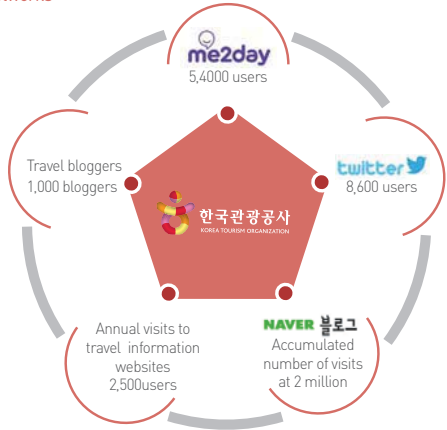 me2day
5,4000 users
Travel bloggers
1,000 bloggers
twitter
8,600 users
한국관광공사
KOREA TOURISM ORGANIZATION
Annual visits to
travel information
websites
2,500users
NAVER 블로그
Accumulated
number of visits
at 2 million